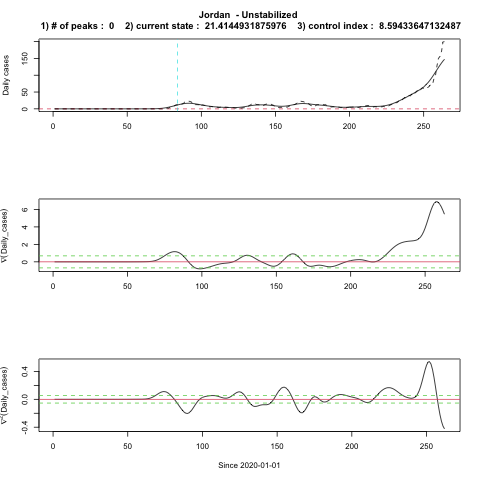 Jordan - Unstabilized
1) # of peaks : 0 2) current state : 21.4144931875976 3) control index : 8.59433647132487
Daily cases
0 50 150
0 50 100 150 200 250
∇(Daily_cases)
0 2 4 6
0 50 100 150 200 250
∇²(Daily_cases)
-0.4 0.0 0.4
0 50 100 150 200 250
Since 2020-01-01